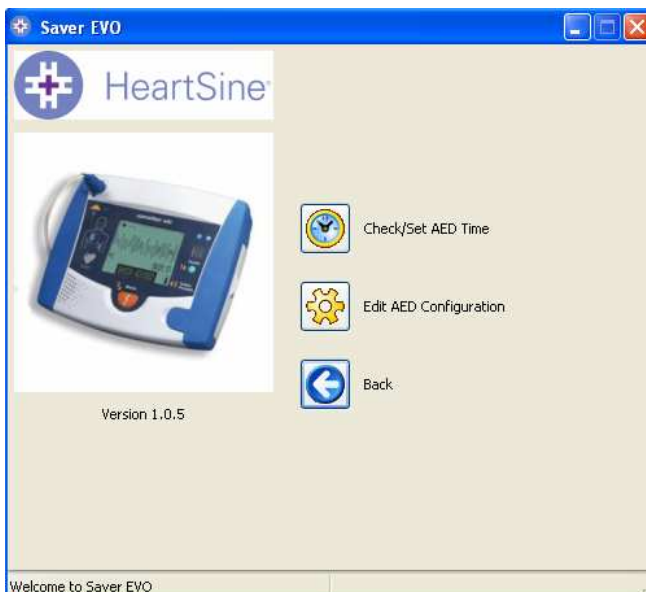 Saver EVO
HeartSine®
Check/Set AED Time
Edit AED Configuration
Back
Version 1.0.5
Welcome to Saver EVO